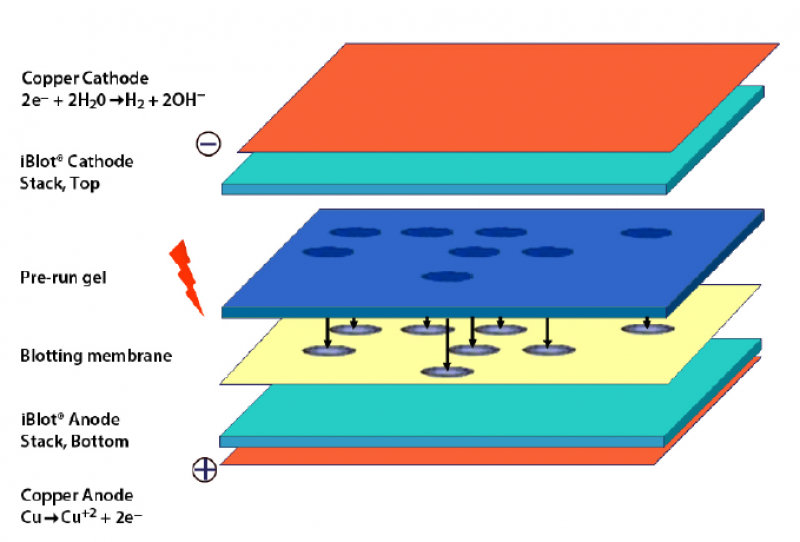 Copper Cathode
2e⁻ + 2H₂0 → H₂ + 2OH⁻
−
iBlot® Cathode
Stack, Top
Pre-run gel
Blotting membrane
iBlot® Anode
Stack, Bottom
+
Copper Anode
Cu → Cu⁺² + 2e⁻